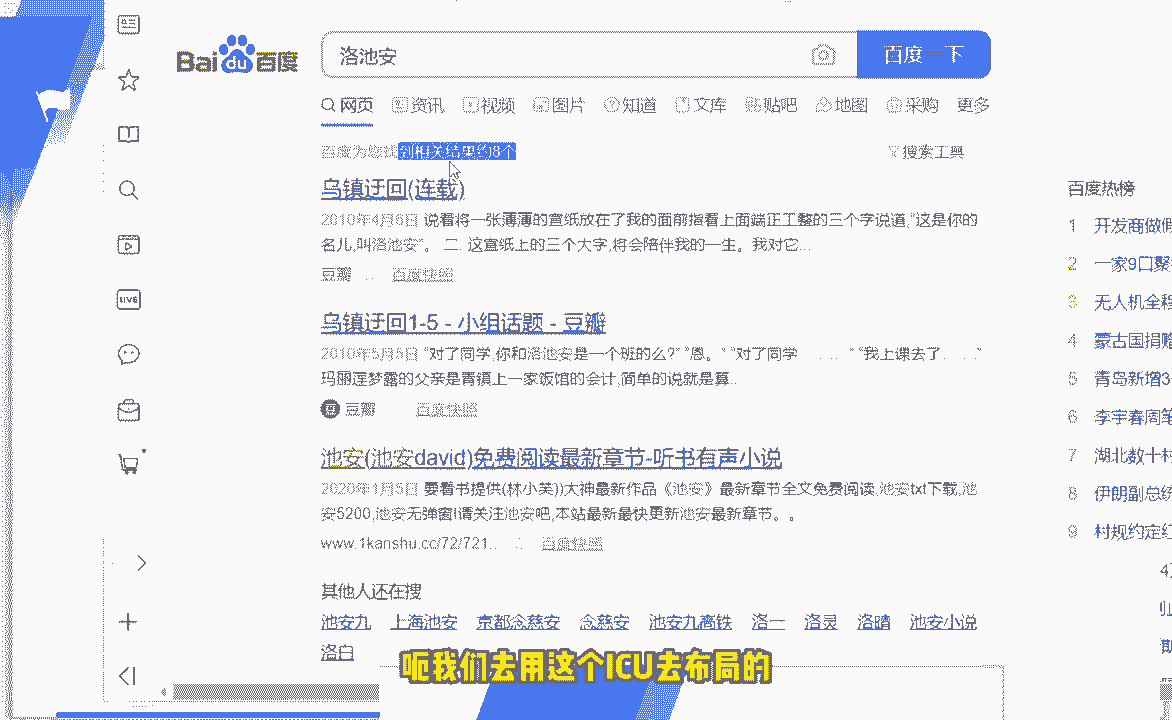 Bai du 百度
洛池安
百度一下
网页 资讯 视频 图片 知道 文库 贴吧 地图 采购 更多
百度为您找到相关结果约8个
搜索工具
乌镇迂回(连载)
2010年4月6日 说着将一张薄薄的宣纸放在了我的面前指着上面端正工整的三个字说道,"这是你的
名儿,叫洛池安"。 二. 这宣纸上的三个大字,将会陪伴我的一生。我对它...
豆瓣 百度快照
乌镇迂回1-5 - 小组话题 - 豆瓣
2010年5月5日 "对了同学,你和洛池安是一个班的么?" "恩。" "对了同学 ... ." "我上课去了... ..."
玛丽莲梦露的父亲是青镇上一家饭馆的会计,简单的说就是算..
豆 豆瓣 百度快照
池安(池安david)免费阅读最新章节-听书有声小说
2020年1月5日 要看书提供(林小芙))大神最新作品《池安》最新章节全文免费阅读,池安txt下载,池
安5200,池安无弹窗!请关注池安吧,本站最新最快更新池安最新章节。。
www.1kanshu.cc/72/721... 百度快照
其他人还在搜
池安九 上海池安 京都念慈安 念慈安 池安九商铁 洛一 洛灵 洛晴 池安小说
洛白
百度热榜
1 开发商做
2 一家9口聚
3 无人机全程
4 蒙古国捐赠
5 青岛新增3
6 李宇春周笔
7 湖北数十村
8 伊朗副总统
9 村规约定红
LIVE
呃我们去用这个ICU去布局的